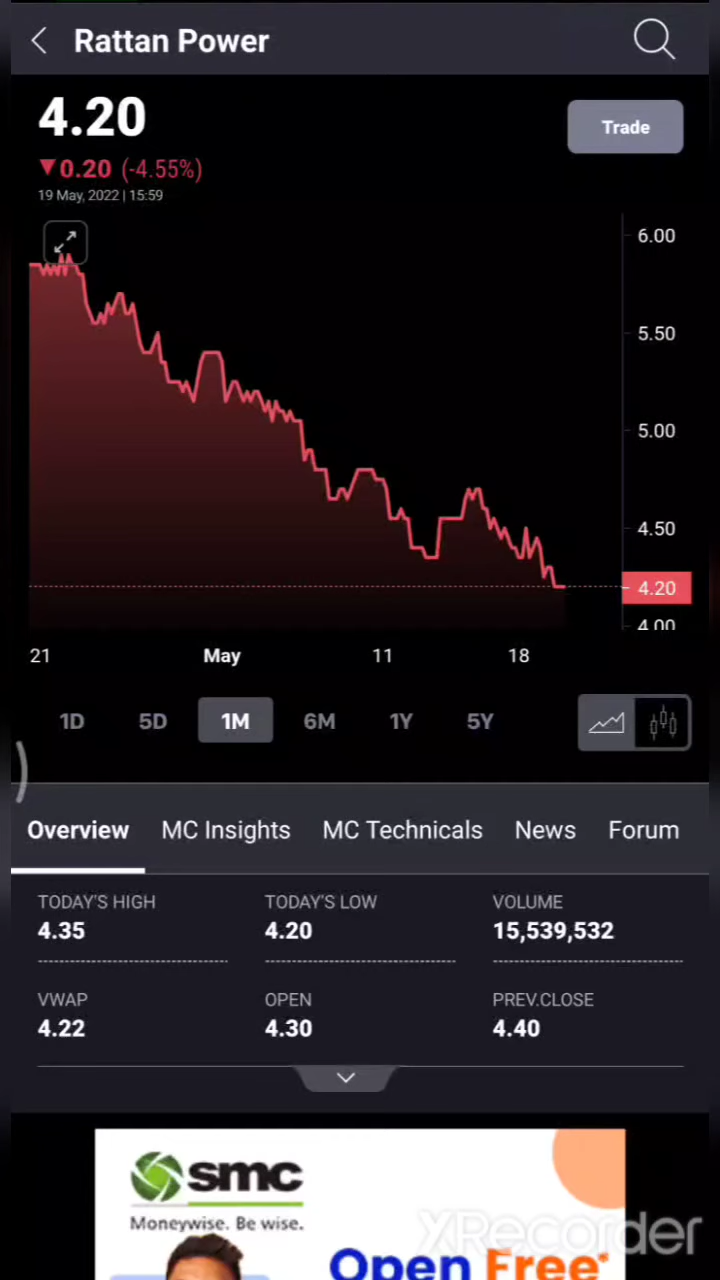 Rattan Power
4.20
Trade
▼0.20 (-4.55%)
19 May, 2022 | 15:59
6.00
5.50
5.00
4.50
4.20
4.00
21 May 11 18
1D 5D 1M 6M 1Y 5Y
Overview MC Insights MC Technicals News Forum
TODAY'S HIGH TODAY'S LOW VOLUME
4.35 4.20 15,539,532
VWAP OPEN PREV.CLOSE
4.22 4.30 4.40
smc
Moneywise. Be wise.
XRecorder
Open Free*